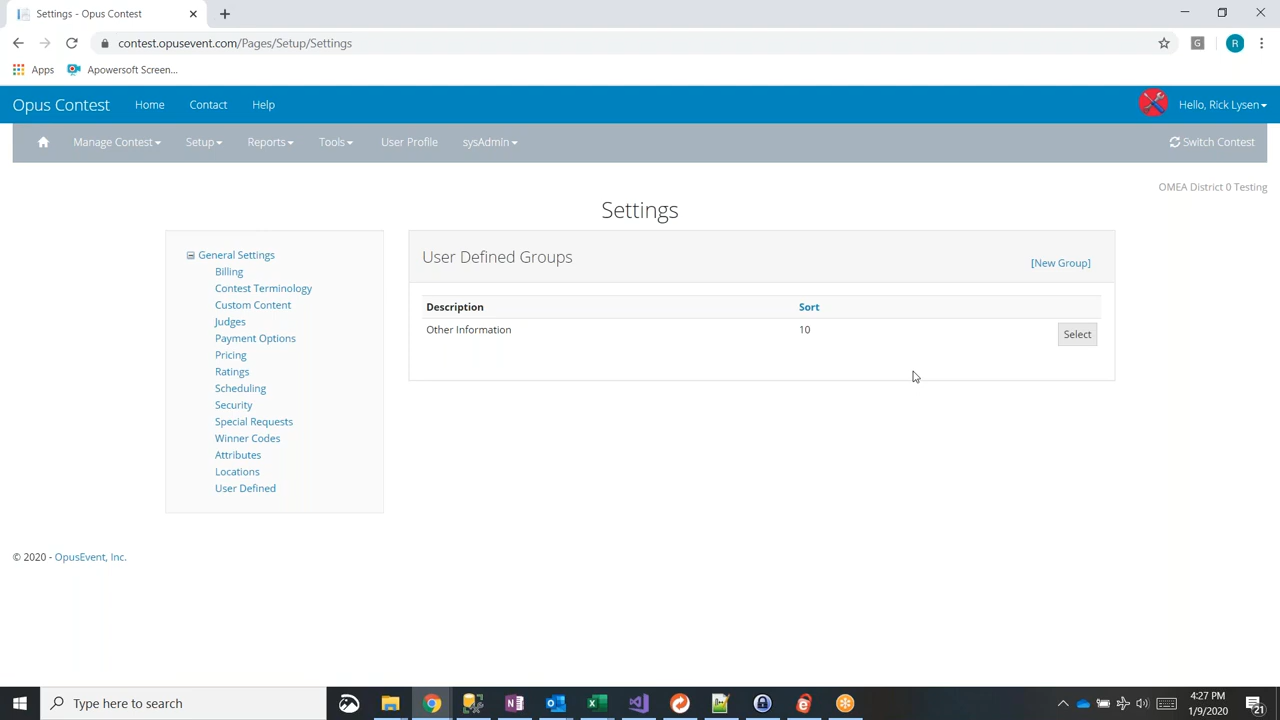 Settings - Opus Contest
contest.opusevent.com/Pages/Setup/Settings
G
R
Apps
Apowersoft Screen...
Opus Contest
Home
Contact
Help
Hello, Rick Lysen
Manage Contest
Setup
Reports
Tools
User Profile
sysAdmin
Switch Contest
OMEA District 0 Testing
Settings
General Settings
Billing
Contest Terminology
Custom Content
Judges
Payment Options
Pricing
Ratings
Scheduling
Security
Special Requests
Winner Codes
Attributes
Locations
User Defined
User Defined Groups
[New Group]
Description Sort
Other Information 10 Select
© 2020 - OpusEvent, Inc.
Type here to search
4:27 PM
1/9/2020
21